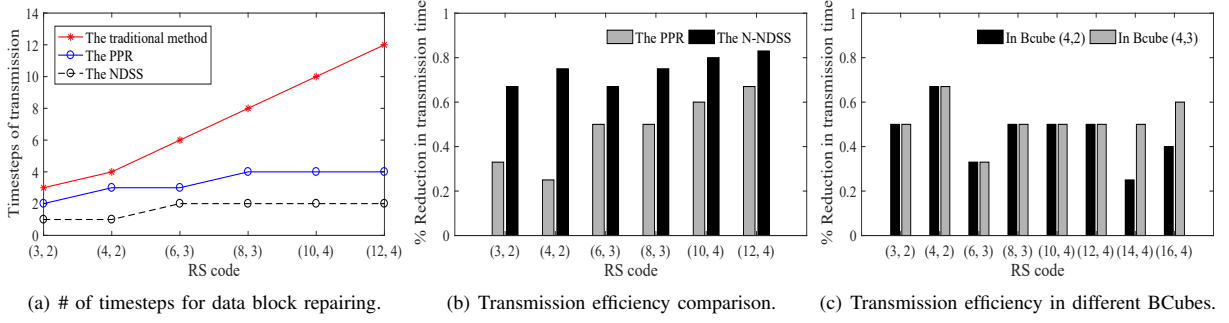 Timesteps of transmission
14
12
10
8
6
4
2
0
The traditional method
The PPR
The NDSS
(3, 2) (4, 2) (6, 3) (8, 3) (10, 4) (12, 4)
RS code
(a) # of timesteps for data block repairing.
% Reduction in transmission time
1
0.8
0.6
0.4
0.2
0
The PPR The N-NDSS
(3, 2) (4, 2) (6, 3) (8, 3) (10, 4) (12, 4)
RS code
(b) Transmission efficiency comparison.
% Reduction in transmission time
1
0.8
0.6
0.4
0.2
0
In Bcube (4,2) In Bcube (4,3)
(3, 2) (4, 2) (6, 3) (8, 3) (10, 4) (12, 4) (14, 4) (16, 4)
RS code
(c) Transmission efficiency in different BCubes.